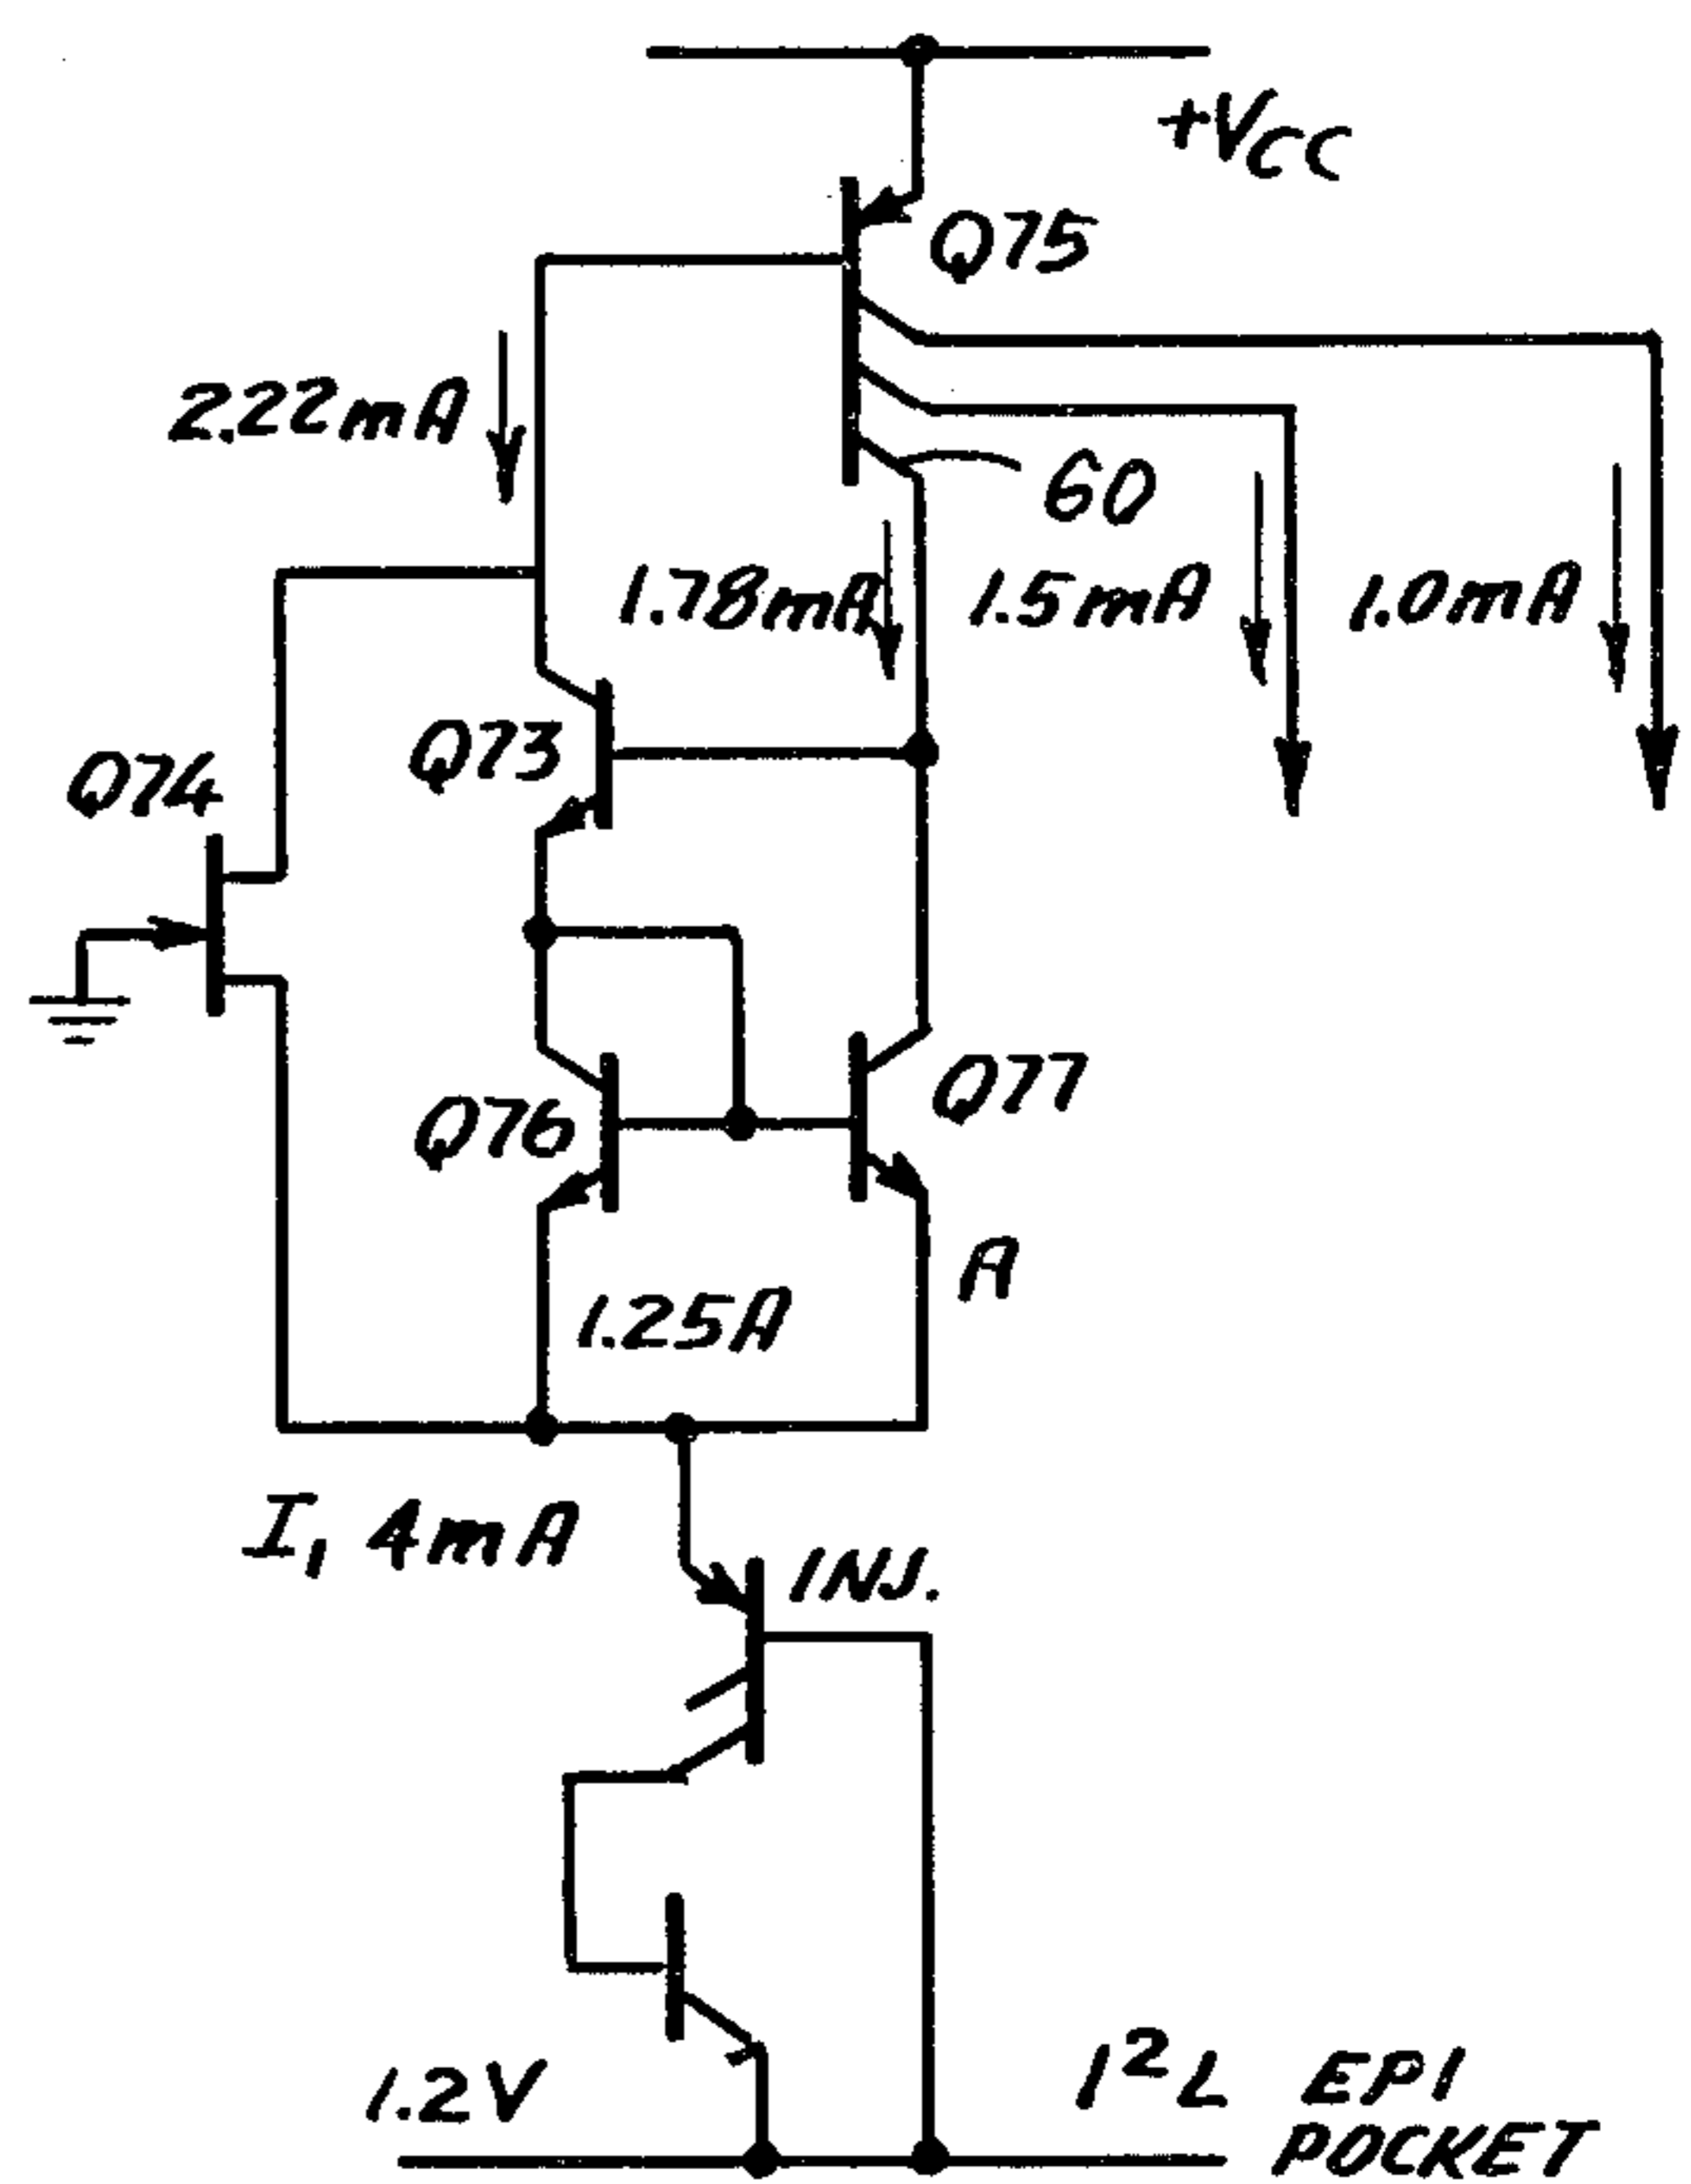 +VCC
Q75
2.22mA
60
1.78mA
1.5mA
1.0mA
Q73
Q74
Q77
Q76
A
1.25A
I1 4mA
INJ.
1.2V
I²L EPI
POCKET